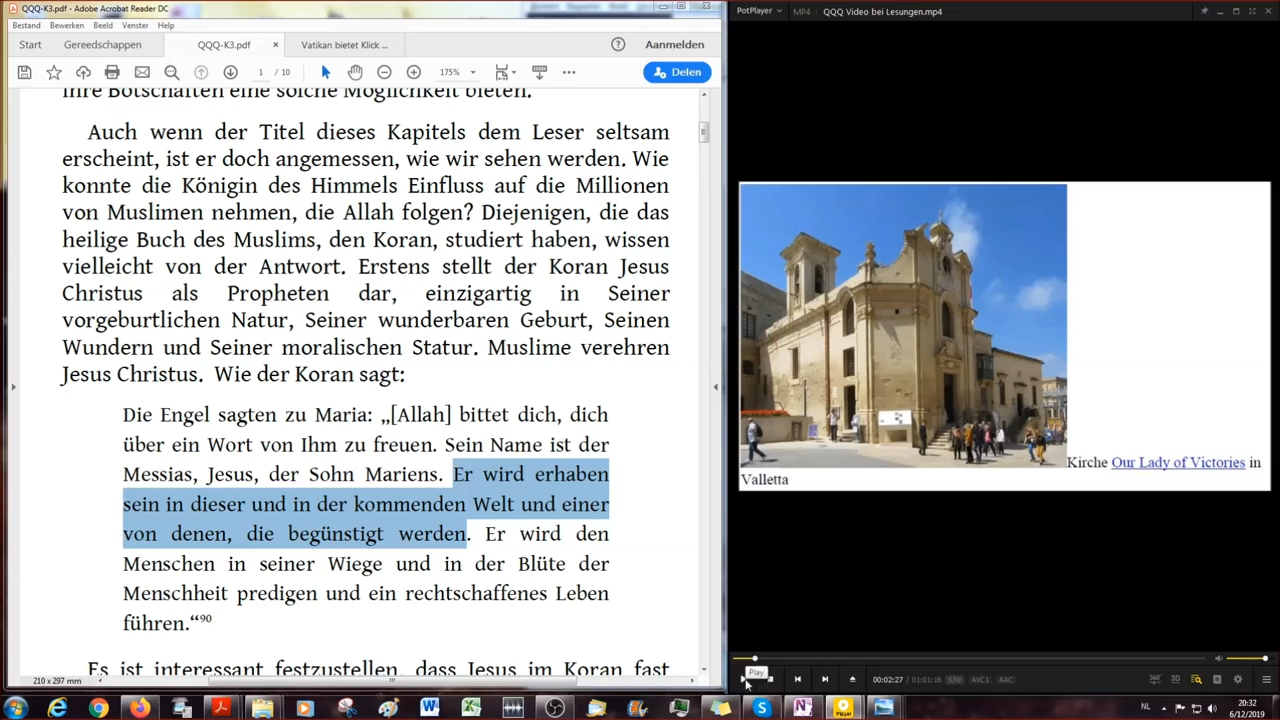 QQQ-K3.pdf - Adobe Acrobat Reader DC
Bestand Bewerken Beeld Venster Help
Start Gereedschappen QQQ-K3.pdf × Vatikan bietet Klick ... Aanmelden
1 / 10 175% Delen
ihre Botschaften eine solche Möglichkeit bieten.
Auch wenn der Titel dieses Kapitels dem Leser seltsam
erscheint, ist er doch angemessen, wie wir sehen werden. Wie
konnte die Königin des Himmels Einfluss auf die Millionen
von Muslimen nehmen, die Allah folgen? Diejenigen, die das
heilige Buch des Muslims, den Koran, studiert haben, wissen
vielleicht von der Antwort. Erstens stellt der Koran Jesus
Christus als Propheten dar, einzigartig in Seiner
vorgeburtlichen Natur, Seiner wunderbaren Geburt, Seinen
Wundern und Seiner moralischen Statur. Muslime verehren
Jesus Christus. Wie der Koran sagt:
Die Engel sagten zu Maria: „[Allah] bittet dich, dich
über ein Wort von Ihm zu freuen. Sein Name ist der
Messias, Jesus, der Sohn Mariens. Er wird erhaben
sein in dieser und in der kommenden Welt und einer
von denen, die begünstigt werden. Er wird den
Menschen in seiner Wiege und in der Blüte der
Menschheit predigen und ein rechtschaffenes Leben
führen.“⁹⁰
Es ist interessant festzustellen, dass Jesus im Koran fast
210 x 297 mm
PotPlayer MP4 QQQ Video bei Lesungen.mp4
Kirche Our Lady of Victories in
Valletta
Play
00:02:27 / 01:01:16 S/W AVC1 AAC
360° 3D
NL 20:32
6/12/2019